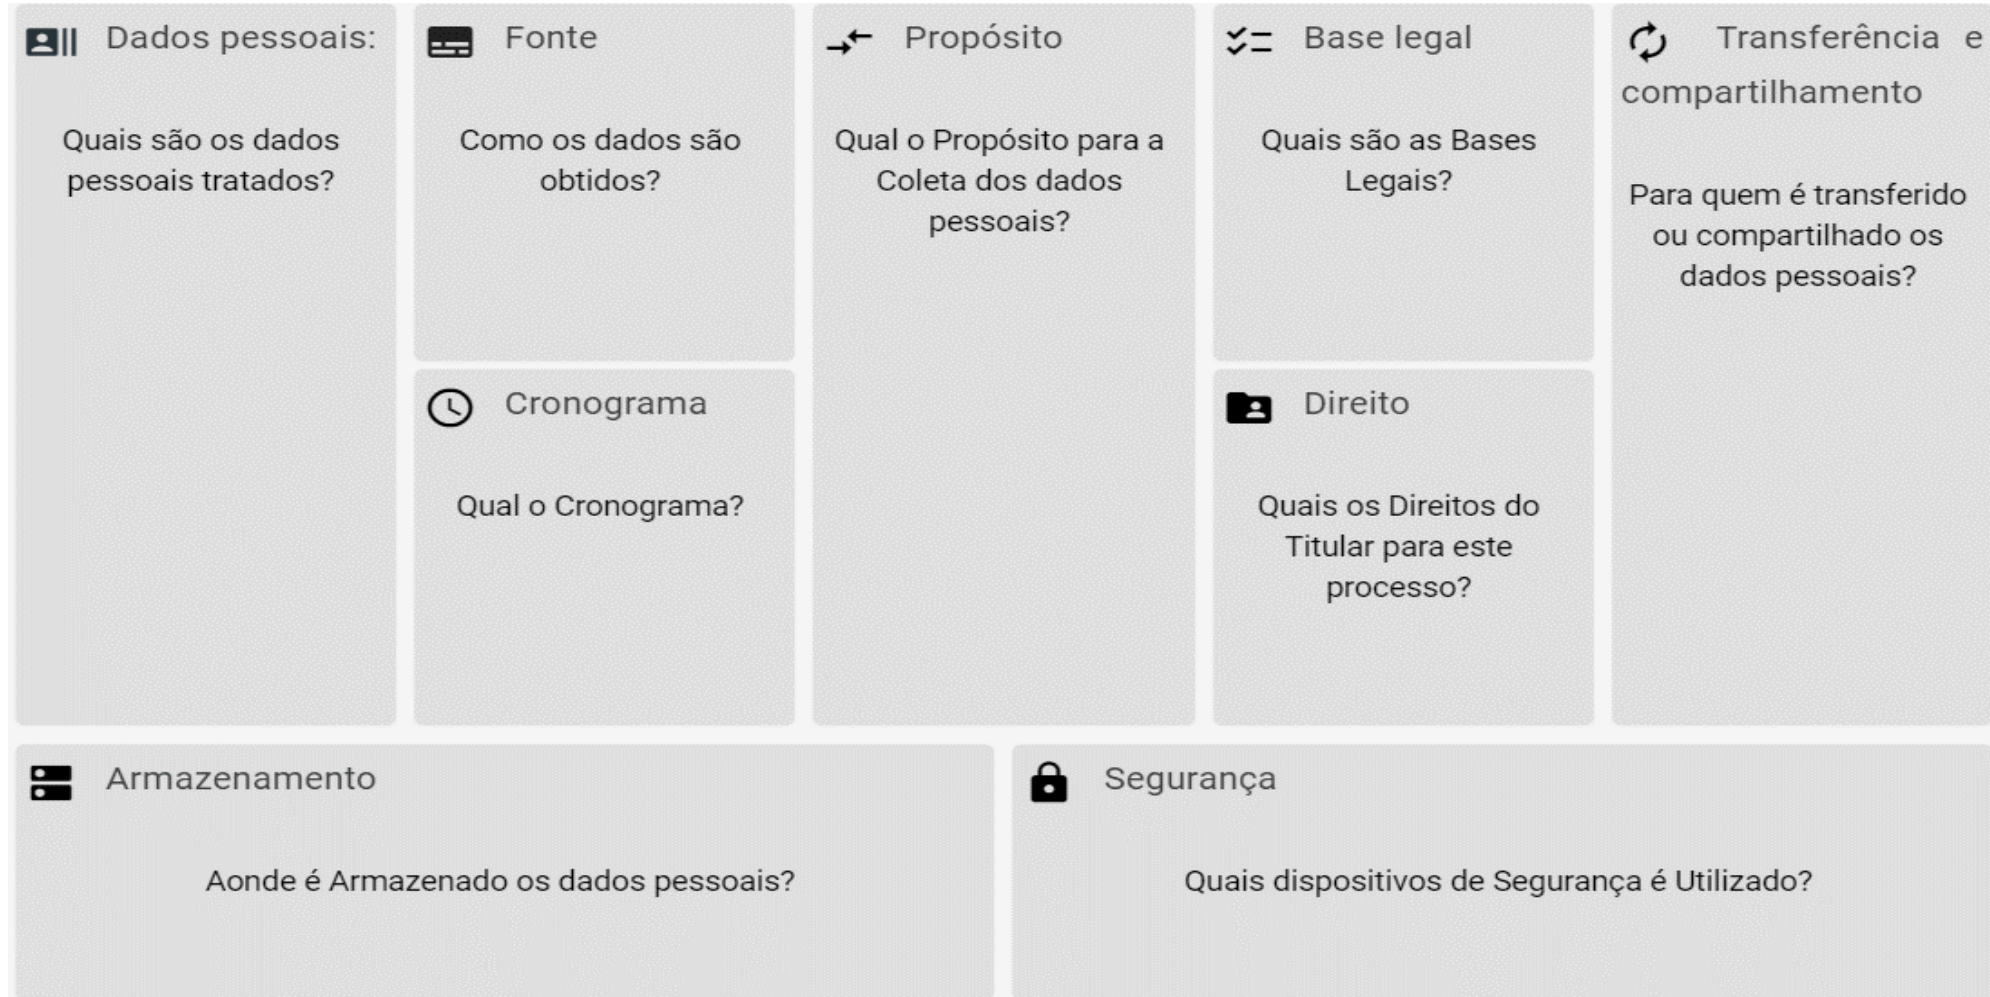 Dados pessoais:
Quais são os dados
pessoais tratados?
Fonte
Como os dados são
obtidos?
Cronograma
Qual o Cronograma?
Propósito
Qual o Propósito para a
Coleta dos dados
pessoais?
Base legal
Quais são as Bases
Legais?
Direito
Quais os Direitos do
Titular para este
processo?
Transferência e
compartilhamento
Para quem é transferido
ou compartilhado os
dados pessoais?
Armazenamento
Aonde é Armazenado os dados pessoais?
Segurança
Quais dispositivos de Segurança é Utilizado?